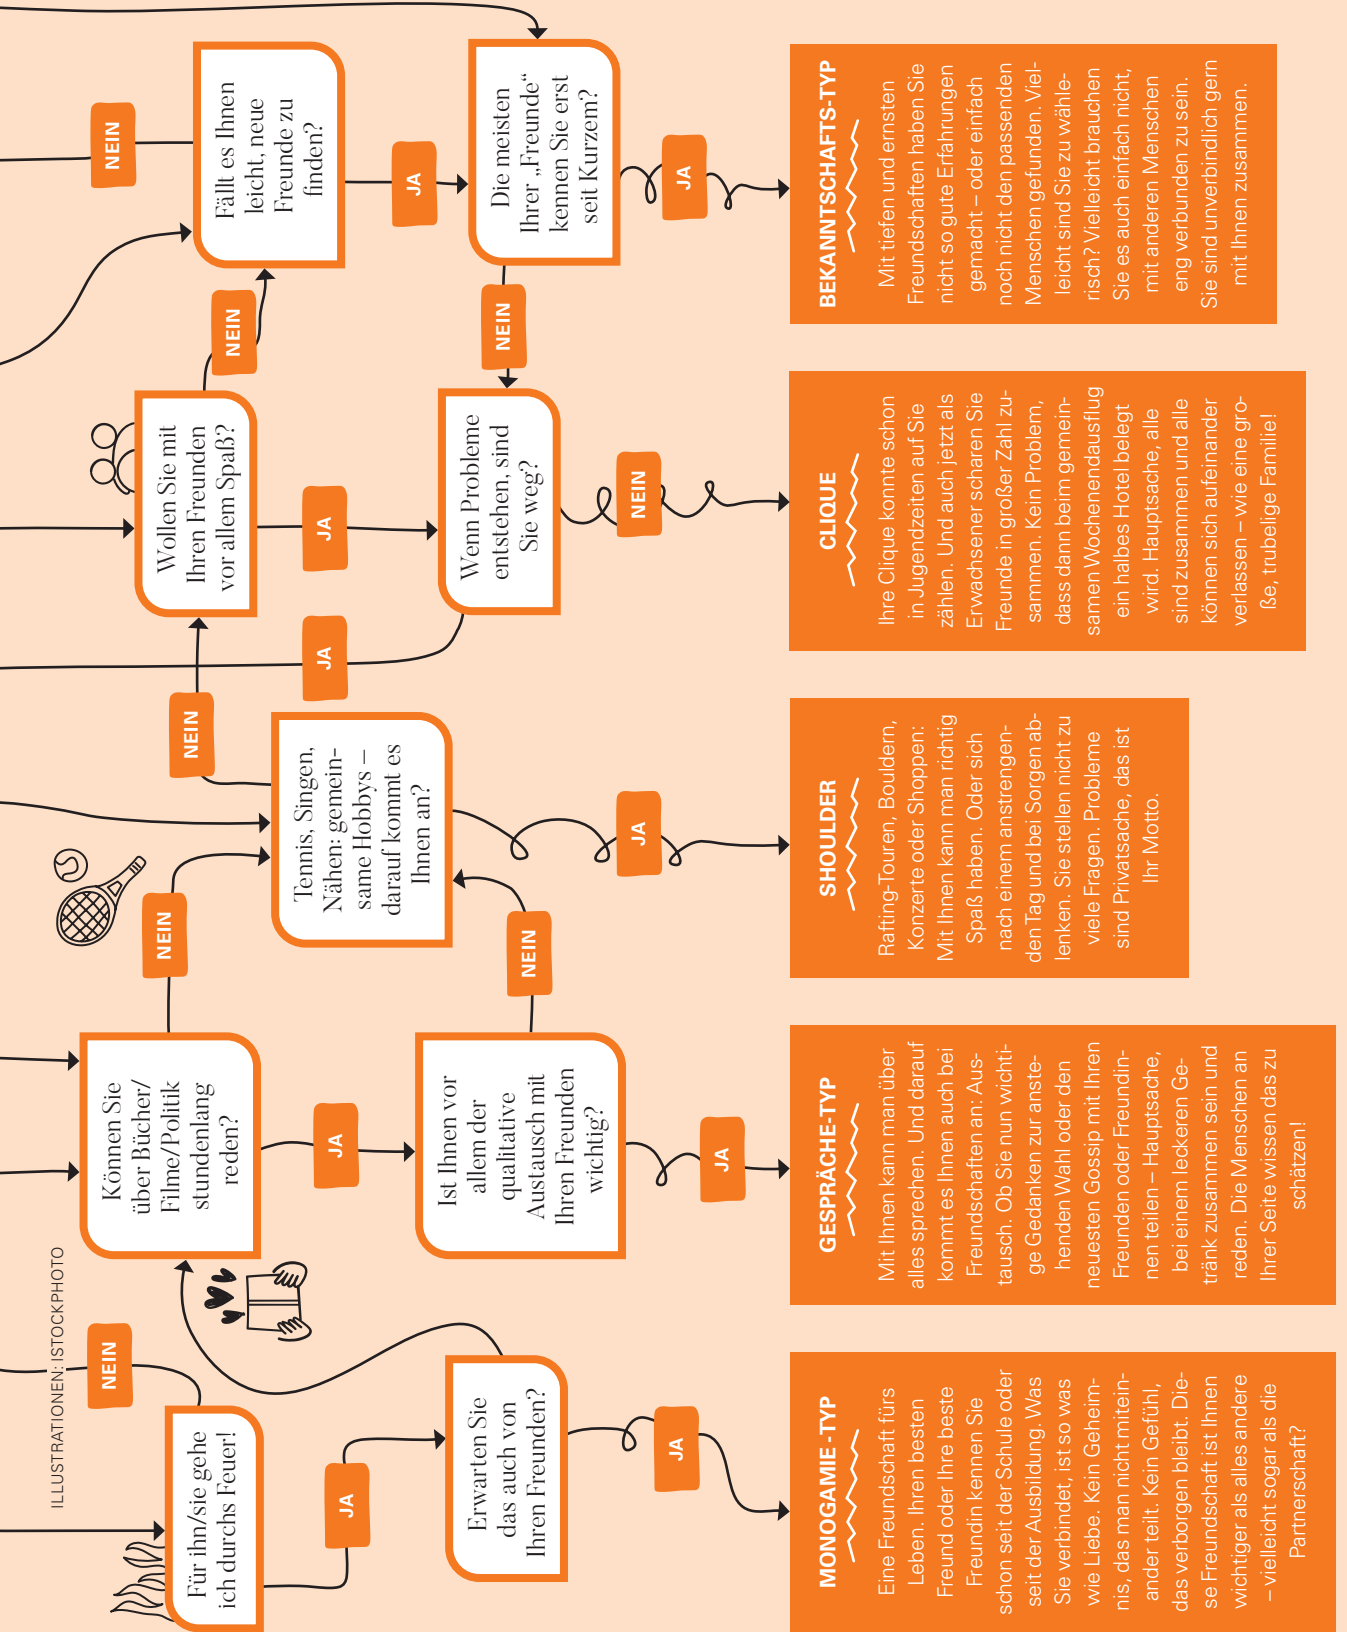 ILLUSTRATIONEN: ISTOCKPHOTO
Für ihn/sie gehe
ich durchs Feuer!
NEIN
JA
Erwarten Sie
das auch von
Ihren Freunden?
JA
Können Sie
über Bücher/
Filme/Politik
stundenlang
reden?
NEIN
JA
Ist Ihnen vor
allem der
qualitative
Austausch mit
Ihren Freunden
wichtig?
NEIN
JA
Tennis, Singen,
Nähen: gemein-
same Hobbys –
darauf kommt es
Ihnen an?
NEIN
JA
Wollen Sie mit
Ihren Freunden
vor allem Spaß?
NEIN
JA
Wenn Probleme
entstehen, sind
Sie weg?
JA
NEIN
Fällt es Ihnen
leicht, neue
Freunde zu
finden?
NEIN
JA
Die meisten
Ihrer „Freunde“
kennen Sie erst
seit Kurzem?
NEIN
JA
MONOGAMIE - TYP
Eine Freundschaft fürs
Leben. Ihren besten
Freund oder Ihre beste
Freundin kennen Sie
schon seit der Schule oder
seit der Ausbildung. Was
Sie verbindet, ist so was
wie Liebe. Kein Geheim-
nis, das man nicht mitein-
ander teilt. Kein Gefühl,
das verborgen bleibt. Die-
se Freundschaft ist Ihnen
wichtiger als alles andere
– vielleicht sogar als die
Partnerschaft?
GESPRÄCHE-TYP
Mit Ihnen kann man über
alles sprechen. Und darauf
kommt es Ihnen auch bei
Freundschaften an: Aus-
tausch. Ob Sie nun wichti-
ge Gedanken zur anste-
henden Wahl oder den
neuesten Gossip mit Ihren
Freunden oder Freundin-
nen teilen – Hauptsache,
bei einem leckeren Ge-
tränk zusammen sein und
reden. Die Menschen an
Ihrer Seite wissen das zu
schätzen!
SHOULDER
Rafting-Touren, Bouldern,
Konzerte oder Shoppen:
Mit Ihnen kann man richtig
Spaß haben. Oder sich
nach einem anstrengen-
den Tag und bei Sorgen ab-
lenken. Sie stellen nicht zu
viele Fragen. Probleme
sind Privatsache, das ist
Ihr Motto.
CLIQUE
Ihre Clique konnte schon
in Jugendzeiten auf Sie
zählen. Und auch jetzt als
Erwachsener scharen Sie
Freunde in großer Zahl zu-
sammen. Kein Problem,
dass dann beim gemein-
samen Wochenendausflug
ein halbes Hotel belegt
wird. Hauptsache, alle
sind zusammen und alle
können sich aufeinander
verlassen – wie eine gro-
ße, trubelige Familie!
BEKANNTSCHAFTS-TYP
Mit tiefen und ernsten
Freundschaften haben Sie
nicht so gute Erfahrungen
gemacht – oder einfach
noch nicht den passenden
Menschen gefunden. Viel-
leicht sind Sie zu wähle-
risch? Vielleicht brauchen
Sie es auch einfach nicht,
mit anderen Menschen
eng verbunden zu sein.
Sie sind unverbindlich gern
mit Ihnen zusammen.